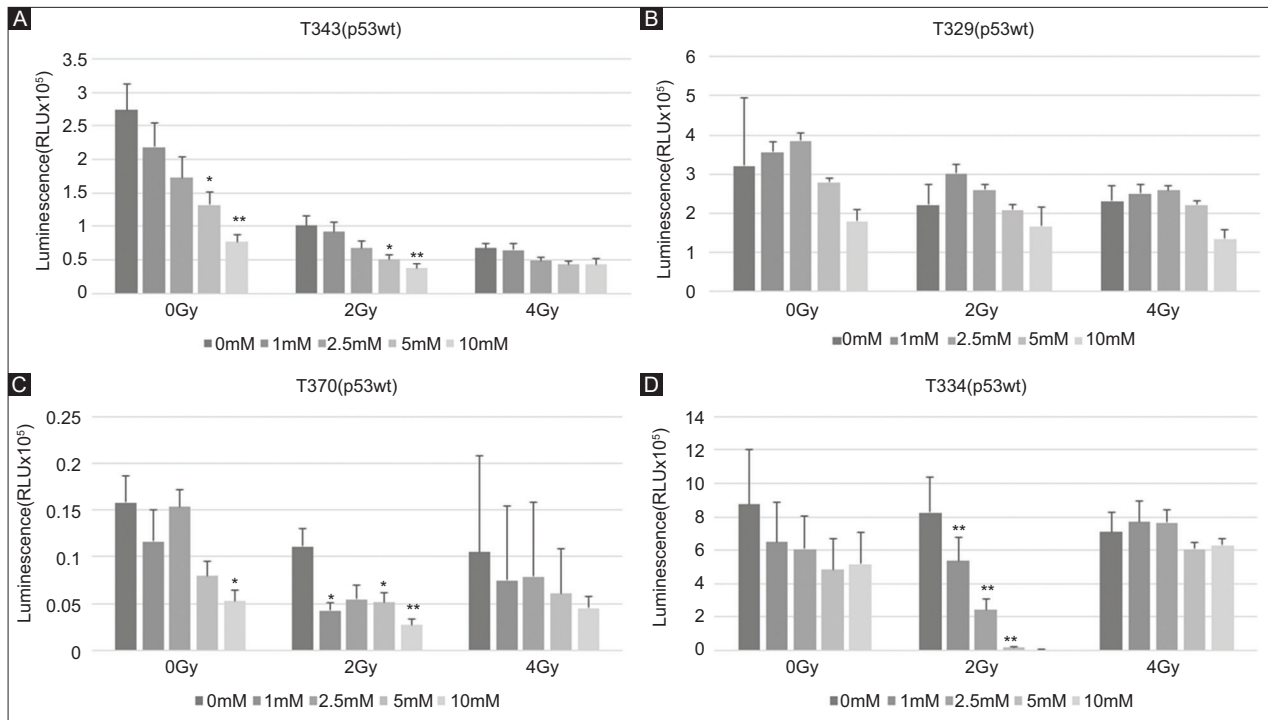 A
T343(p53wt)
Luminescence(RLUx10⁵)
3.5
3
2.5
2
1.5
1
0.5
0
*
**
*
**
0Gy 2Gy 4Gy
0mM 1mM 2.5mM 5mM 10mM
B
T329(p53wt)
Luminescence(RLUx10⁵)
6
5
4
3
2
1
0
0Gy 2Gy 4Gy
0mM 1mM 2.5mM 5mM 10mM
C
T370(p53wt)
Luminescence(RLUx10⁵)
0.25
0.2
0.15
0.1
0.05
0
*
*
*
**
0Gy 2Gy 4Gy
0mM 1mM 2.5mM 5mM 10mM
D
T334(p53wt)
Luminescence(RLUx10⁵)
14
12
10
8
6
4
2
0
**
**
**
0Gy 2Gy 4Gy
0mM 1mM 2.5mM 5mM 10mM